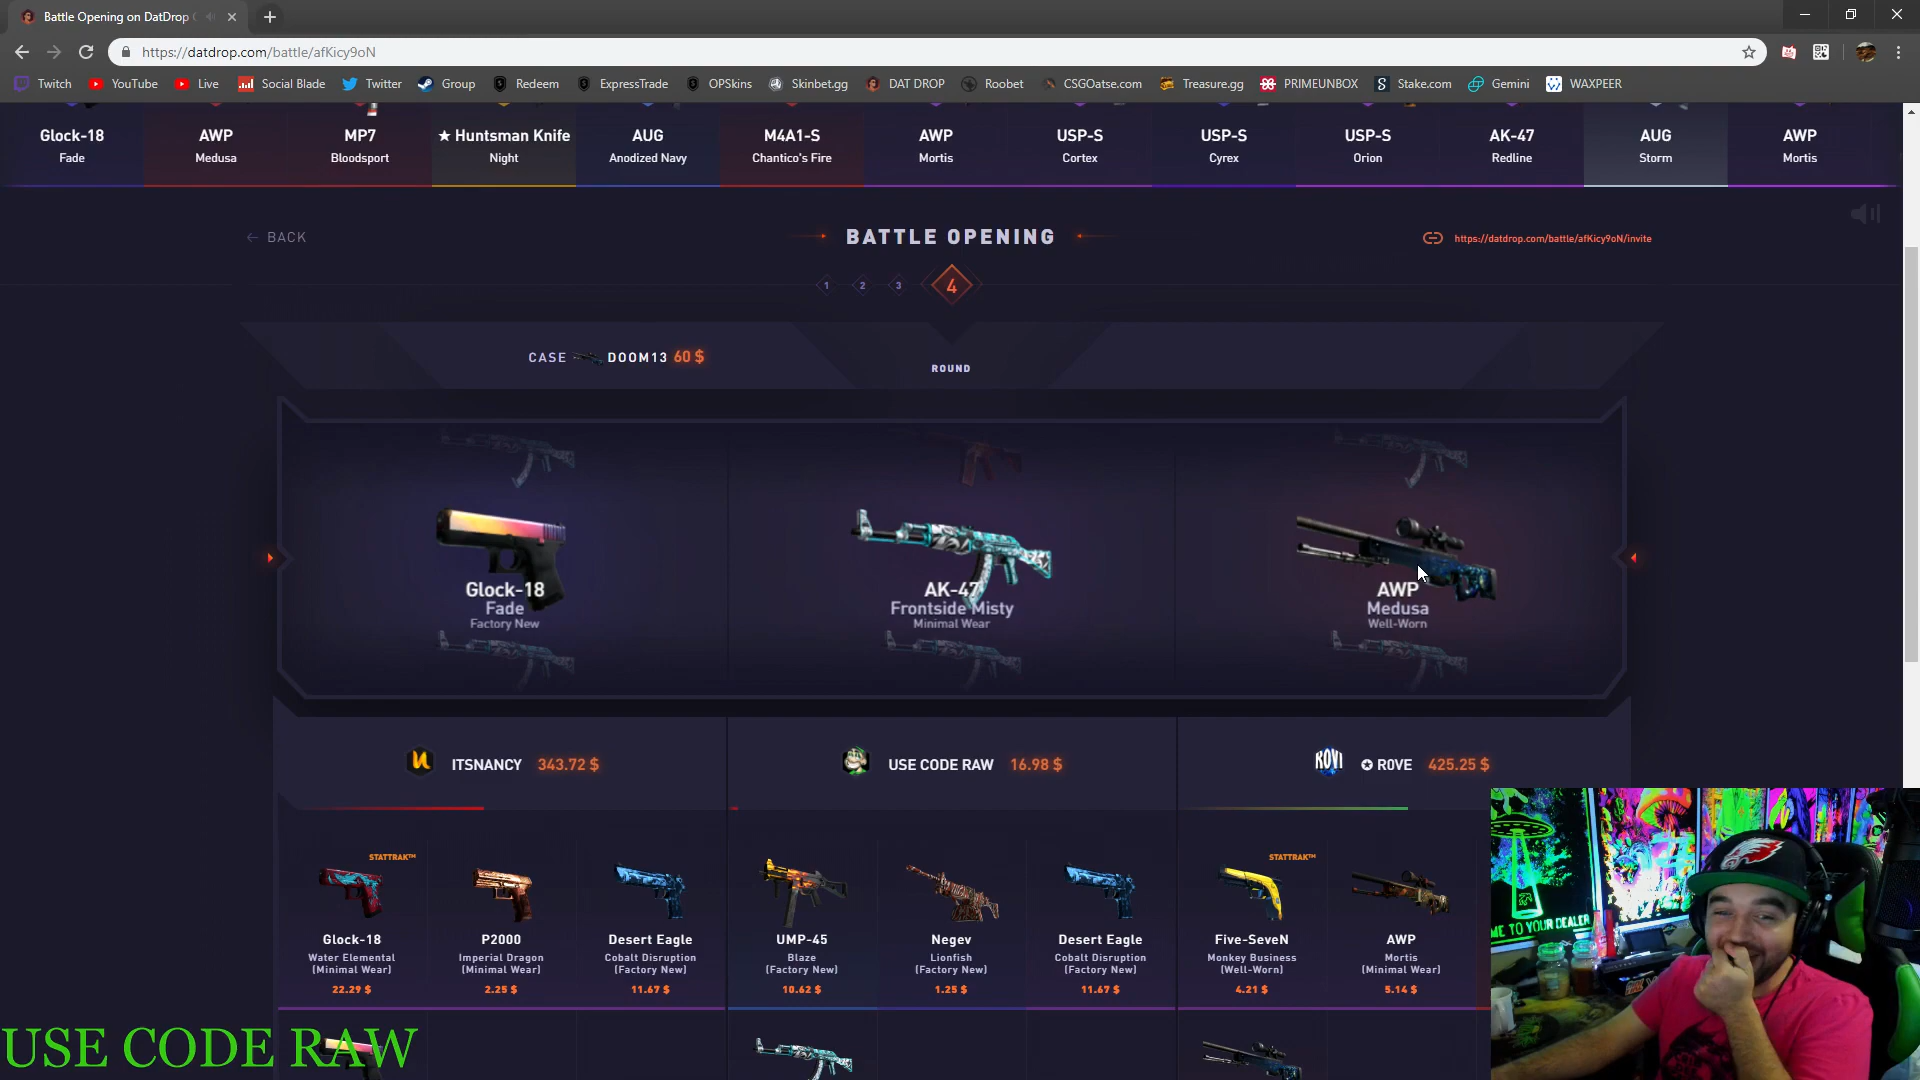 Battle Opening on DatDrop
https://datdrop.com/battle/afKicy9oN
Twitch YouTube Live Social Blade Twitter Group Redeem ExpressTrade OPSkins Skinbet.gg DAT DROP Roobet CSGOatse.com Treasure.gg PRIMEUNBOX Stake.com Gemini WAXPEER
Glock-18 AWP MP7 ★ Huntsman Knife AUG M4A1-S AWP USP-S USP-S USP-S AK-47 AUG AWP
Fade Medusa Bloodsport Night Anodized Navy Chantico's Fire Mortis Cortex Cyrex Orion Redline Storm Mortis
← BACK
BATTLE OPENING
https://datdrop.com/battle/afKicy9oN/invite
1 2 3 4
CASE DOOM13 60 $
ROUND
Glock-18 AK-47 AWP
Fade Frontside Misty Medusa
Factory New Minimal Wear Well-Worn
ITSNANCY 343.72 $ USE CODE RAW 16.98 $ ROVI ✪ R0VE 425.25 $
STATTRAK™ STATTRAK™
Glock-18 P2000 Desert Eagle UMP-45 Negev Desert Eagle Five-SeveN AWP
Water Elemental Imperial Dragon Cobalt Disruption Blaze Lionfish Cobalt Disruption Monkey Business Mortis
(Minimal Wear) (Minimal Wear) (Factory New) (Factory New) (Factory New) (Factory New) (Well-Worn) (Minimal Wear)
22.29 $ 2.25 $ 11.67 $ 10.62 $ 1.25 $ 11.67 $ 4.21 $ 5.14 $
ME TO YOUR DEALER
USE CODE RAW